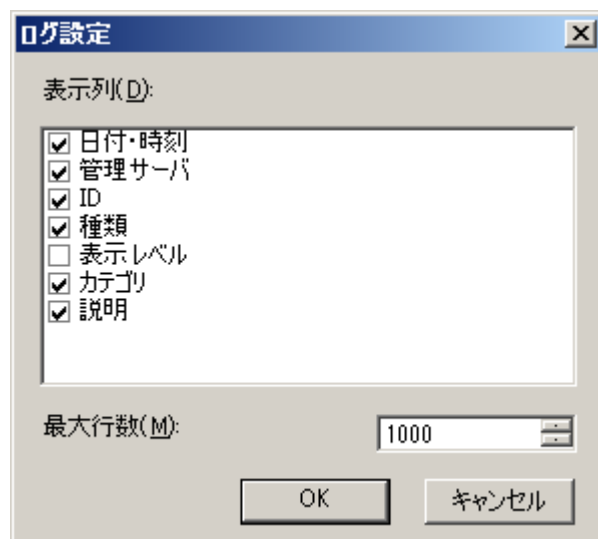 ログ設定
表示列(D):
日付・時刻
管理サーバ
ID
種類
表示レベル
カテゴリ
説明
最大行数(M):
1000
OK
キャンセル